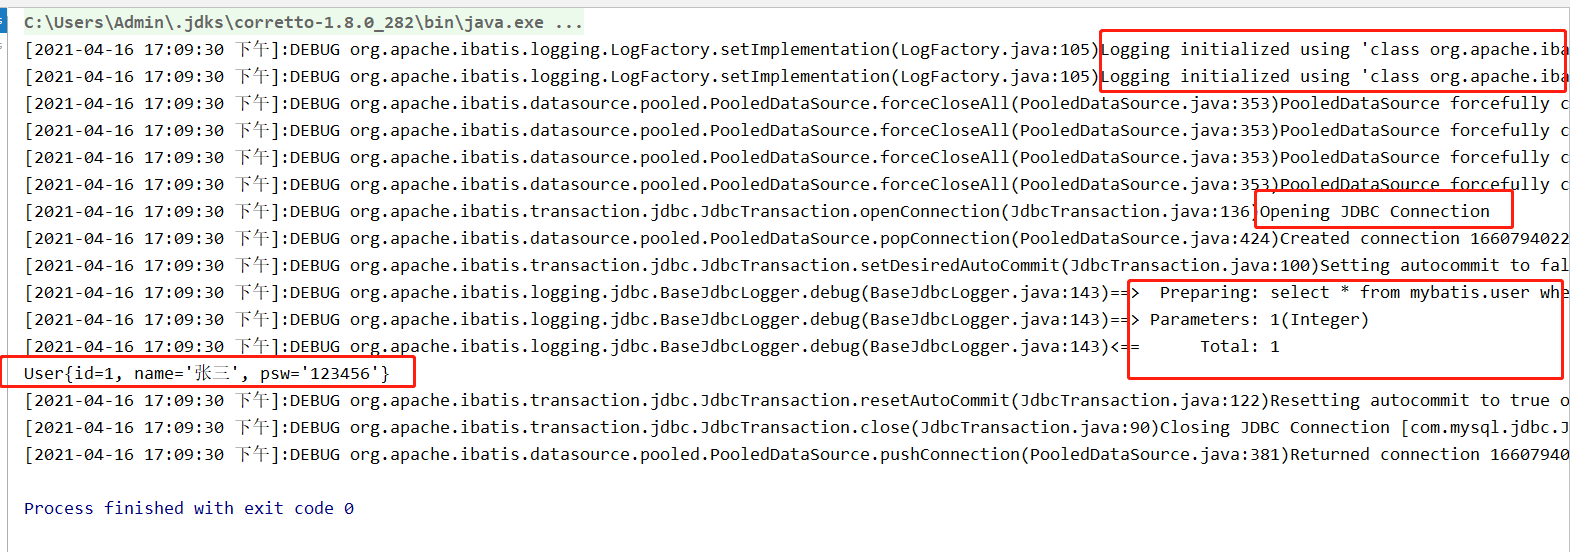 C:\Users\Admin\.jdks\corretto-1.8.0_282\bin\java.exe ...
[2021-04-16 17:09:30 下午]:DEBUG org.apache.ibatis.logging.LogFactory.setImplementation(LogFactory.java:105)Logging initialized using 'class org.apache.iba
[2021-04-16 17:09:30 下午]:DEBUG org.apache.ibatis.logging.LogFactory.setImplementation(LogFactory.java:105)Logging initialized using 'class org.apache.iba
[2021-04-16 17:09:30 下午]:DEBUG org.apache.ibatis.datasource.pooled.PooledDataSource.forceCloseAll(PooledDataSource.java:353)PooledDataSource forcefully c
[2021-04-16 17:09:30 下午]:DEBUG org.apache.ibatis.datasource.pooled.PooledDataSource.forceCloseAll(PooledDataSource.java:353)PooledDataSource forcefully c
[2021-04-16 17:09:30 下午]:DEBUG org.apache.ibatis.datasource.pooled.PooledDataSource.forceCloseAll(PooledDataSource.java:353)PooledDataSource forcefully c
[2021-04-16 17:09:30 下午]:DEBUG org.apache.ibatis.datasource.pooled.PooledDataSource.forceCloseAll(PooledDataSource.java:353)PooledDataSource forcefully c
[2021-04-16 17:09:30 下午]:DEBUG org.apache.ibatis.transaction.jdbc.JdbcTransaction.openConnection(JdbcTransaction.java:136)Opening JDBC Connection
[2021-04-16 17:09:30 下午]:DEBUG org.apache.ibatis.datasource.pooled.PooledDataSource.popConnection(PooledDataSource.java:424)Created connection 1660794022
[2021-04-16 17:09:30 下午]:DEBUG org.apache.ibatis.transaction.jdbc.JdbcTransaction.setDesiredAutoCommit(JdbcTransaction.java:100)Setting autocommit to fal
[2021-04-16 17:09:30 下午]:DEBUG org.apache.ibatis.logging.jdbc.BaseJdbcLogger.debug(BaseJdbcLogger.java:143)==>  Preparing: select * from mybatis.user whe
[2021-04-16 17:09:30 下午]:DEBUG org.apache.ibatis.logging.jdbc.BaseJdbcLogger.debug(BaseJdbcLogger.java:143)==> Parameters: 1(Integer)
[2021-04-16 17:09:30 下午]:DEBUG org.apache.ibatis.logging.jdbc.BaseJdbcLogger.debug(BaseJdbcLogger.java:143)<==      Total: 1
User{id=1, name='张三', psw='123456'}
[2021-04-16 17:09:30 下午]:DEBUG org.apache.ibatis.transaction.jdbc.JdbcTransaction.resetAutoCommit(JdbcTransaction.java:122)Resetting autocommit to true o
[2021-04-16 17:09:30 下午]:DEBUG org.apache.ibatis.transaction.jdbc.JdbcTransaction.close(JdbcTransaction.java:90)Closing JDBC Connection [com.mysql.jdbc.J
[2021-04-16 17:09:30 下午]:DEBUG org.apache.ibatis.datasource.pooled.PooledDataSource.pushConnection(PooledDataSource.java:381)Returned connection 16607940
Process finished with exit code 0